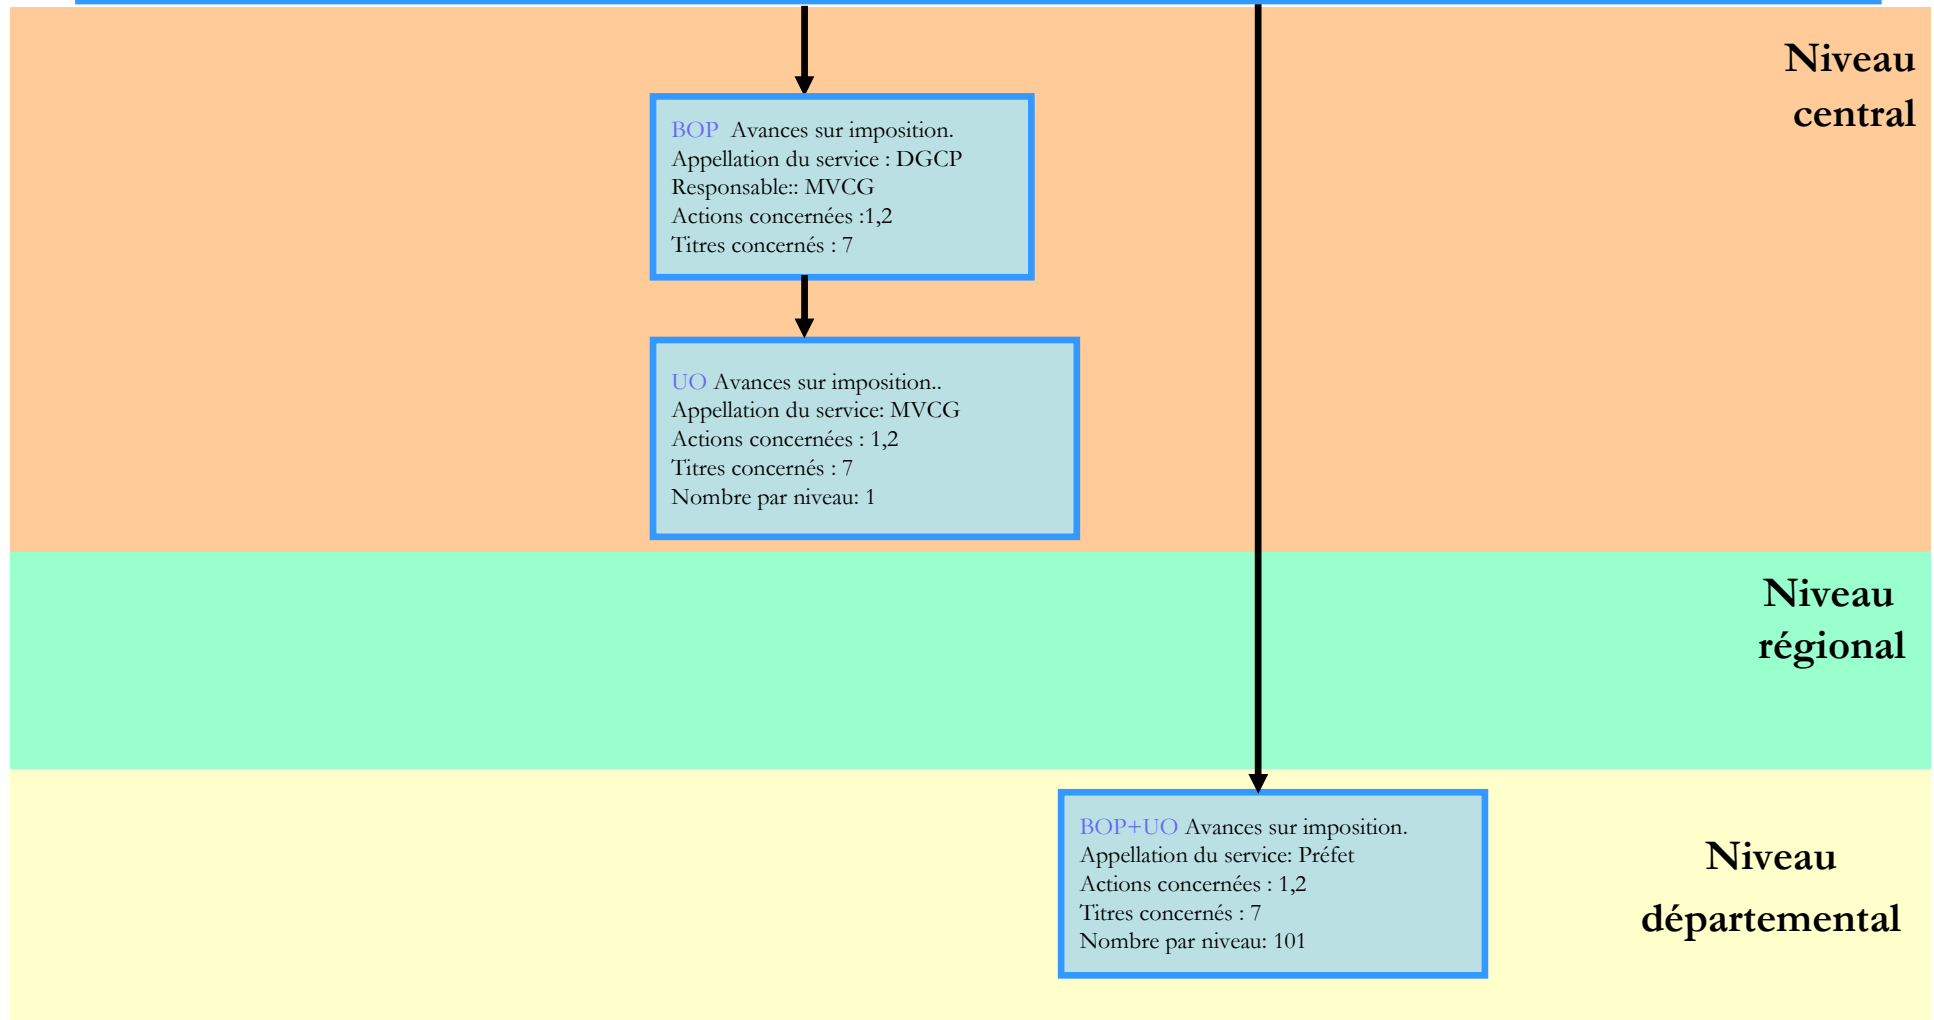 Niveau
central
BOP  Avances sur imposition.
Appellation du service : DGCP
Responsable:: MVCG
Actions concernées :1,2
Titres concernés : 7
UO Avances sur imposition..
Appellation du service: MVCG
Actions concernées : 1,2
Titres concernés : 7
Nombre par niveau: 1
Niveau
régional
BOP+UO Avances sur imposition.
Appellation du service: Préfet
Actions concernées : 1,2
Titres concernés : 7
Nombre par niveau: 101
Niveau
départemental